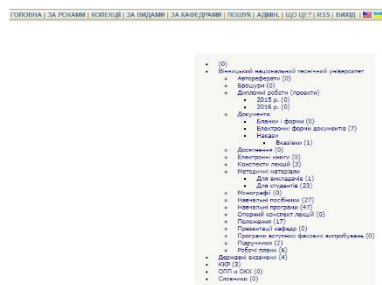 ГОЛОВНА | ЗА РОКАМИ | КОЛЕКЦІЇ | ЗА ВИДАМИ | ЗА КАФЕДРАМИ | ПОШУК | АДМІН. | ЩО ЦЕ? | RSS | ВИХІД |
(0)
Вінницький національний технічний університет
Автореферати (0)
Брошури (0)
Дипломні роботи (проекти)
2015 р. (0)
2016 р. (0)
Документи
Бланки і форми (0)
Електронні форми документів (7)
Накази
Вказівки (1)
Досягнення (0)
Електронні книги (0)
Конспекти лекцій (3)
Методичні матеріали
Для викладачів (1)
Для студентів (23)
Монографії (0)
Навчальні посібники (27)
Навчальні програми (47)
Опорний конспект лекцій (0)
Положення (17)
Презентації кафедр (0)
Програми вступних фахових випробувань (0)
Підручники (2)
Робочі плани (6)
Державні екзамени (4)
ККР (3)
ОПП и ОКХ (0)
Словники (0)